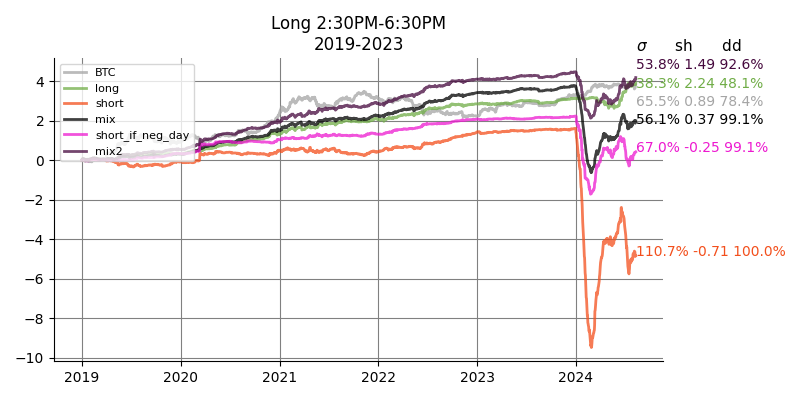 Long 2:30PM-6:30PM
2019-2023
σ sh dd
53.8% 1.49 92.6%
38.3% 2.24 48.1%
65.5% 0.89 78.4%
56.1% 0.37 99.1%
67.0% -0.25 99.1%
110.7% -0.71 100.0%
BTC
long
short
mix
short_if_neg_day
mix2
4
2
0
−2
−4
−6
−8
−10
2019 2020 2021 2022 2023 2024